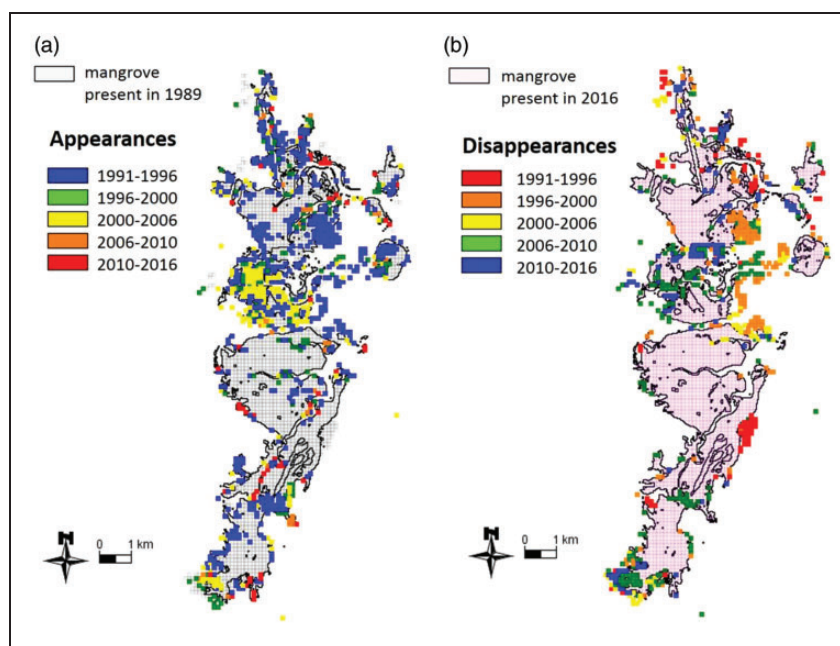 (a)
mangrove
present in 1989
Appearances
1991-1996
1996-2000
2000-2006
2006-2010
2010-2016
N
0 1 km
(b)
mangrove
present in 2016
Disappearances
1991-1996
1996-2000
2000-2006
2006-2010
2010-2016
N
0 1 km